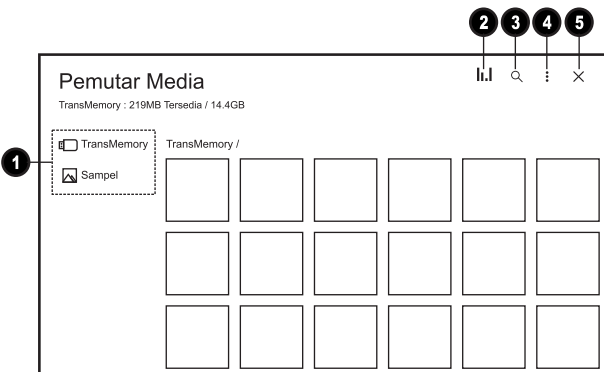 2 3 4 5
Pemutar Media
TransMemory : 219MB Tersedia / 14.4GB
1
TransMemory
TransMemory /
Sampel